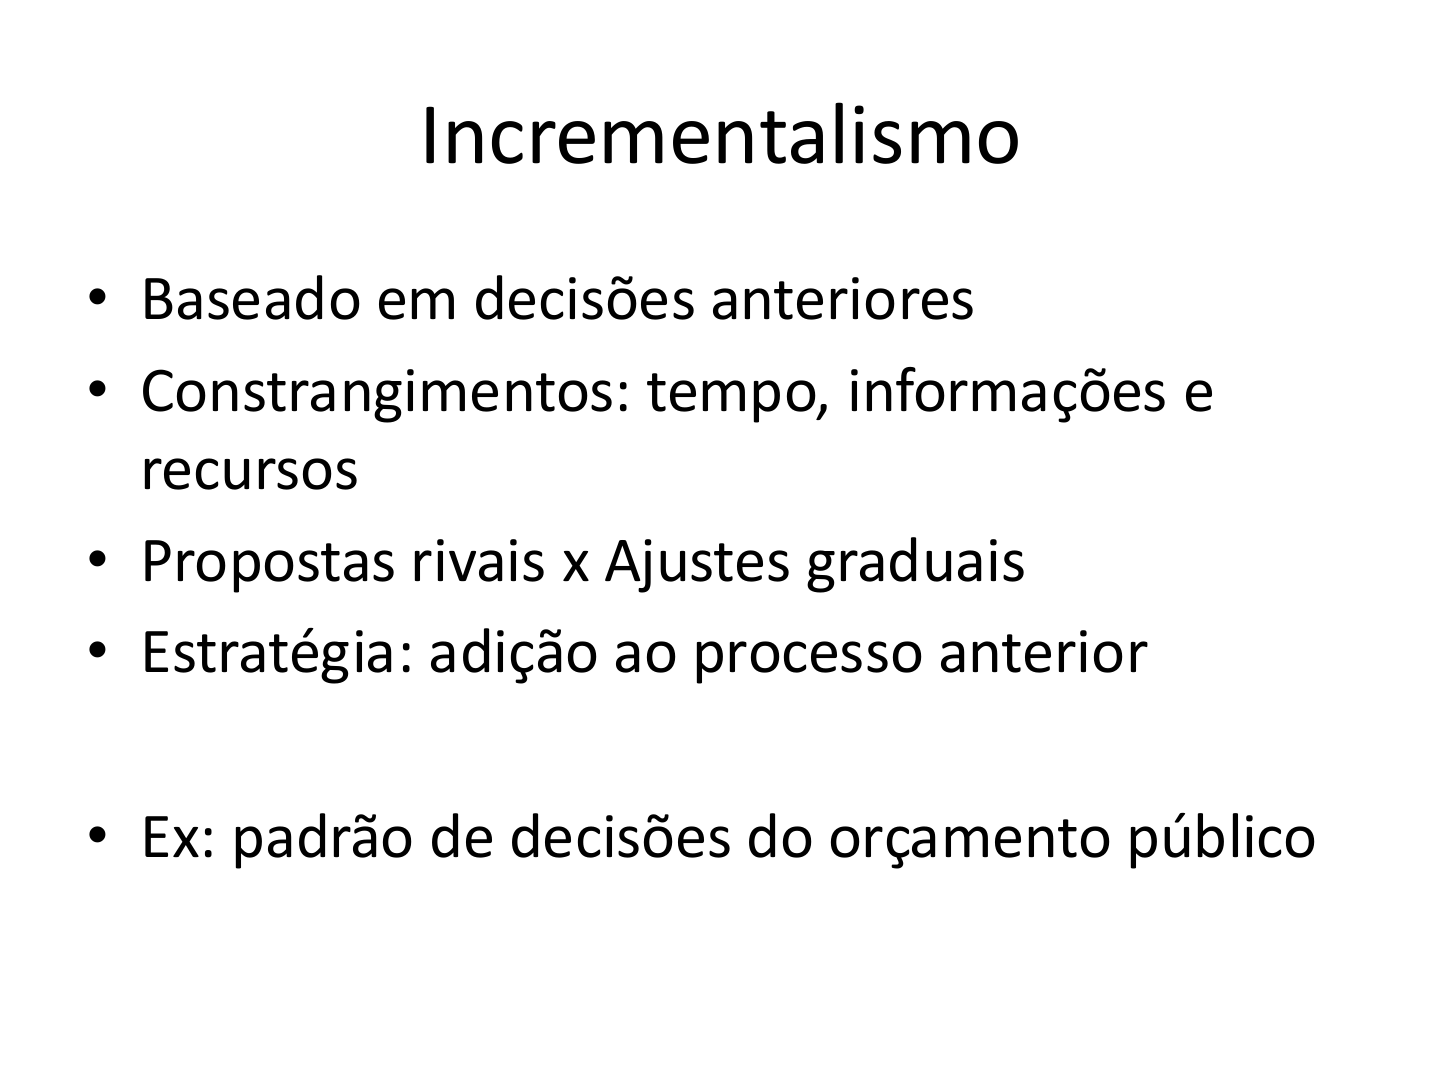 Incrementalismo
• Baseado em decisões anteriores
• Constrangimentos: tempo, informações e
recursos
• Propostas rivais x Ajustes graduais
• Estratégia: adição ao processo anterior
• Ex: padrão de decisões do orçamento público